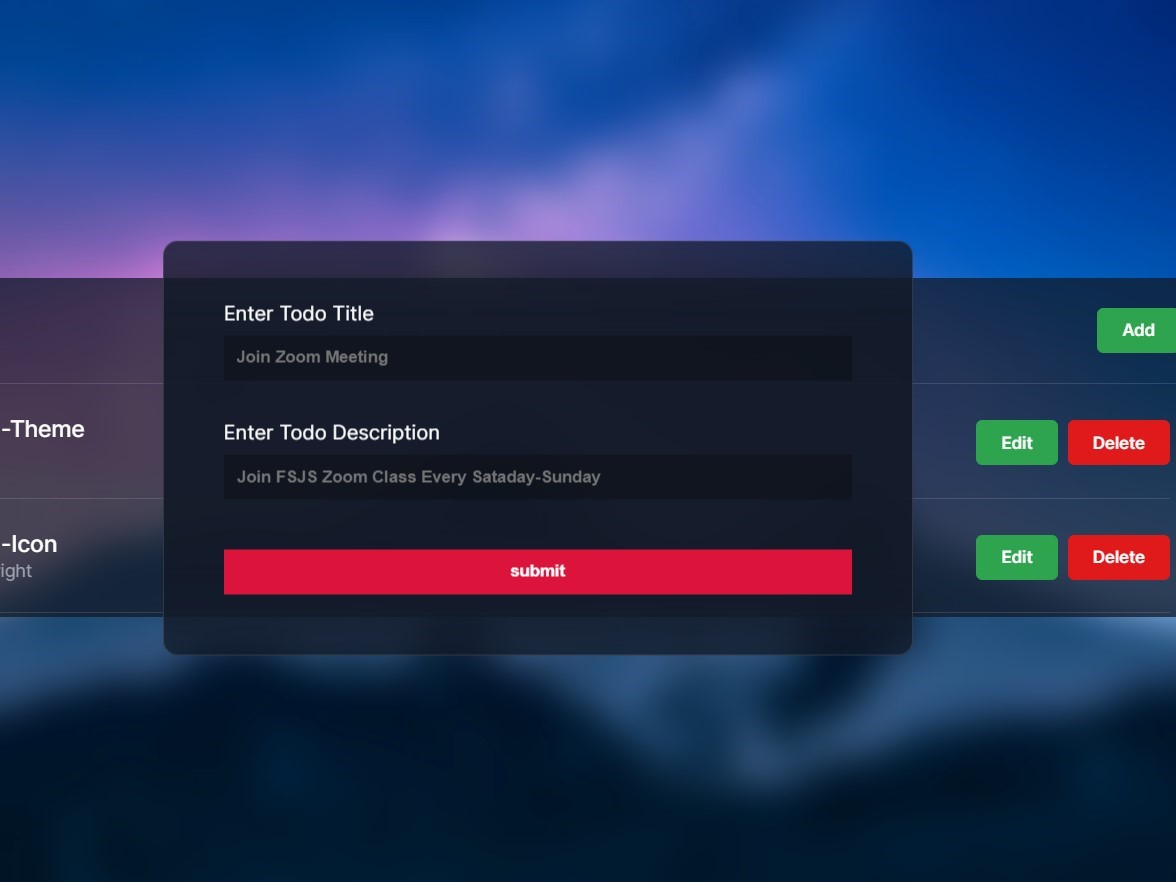 Enter Todo Title
Add
Join Zoom Meeting
-Theme
Enter Todo Description
Edit
Delete
Join FSJS Zoom Class Every Sataday-Sunday
-Icon
Edit
Delete
submit